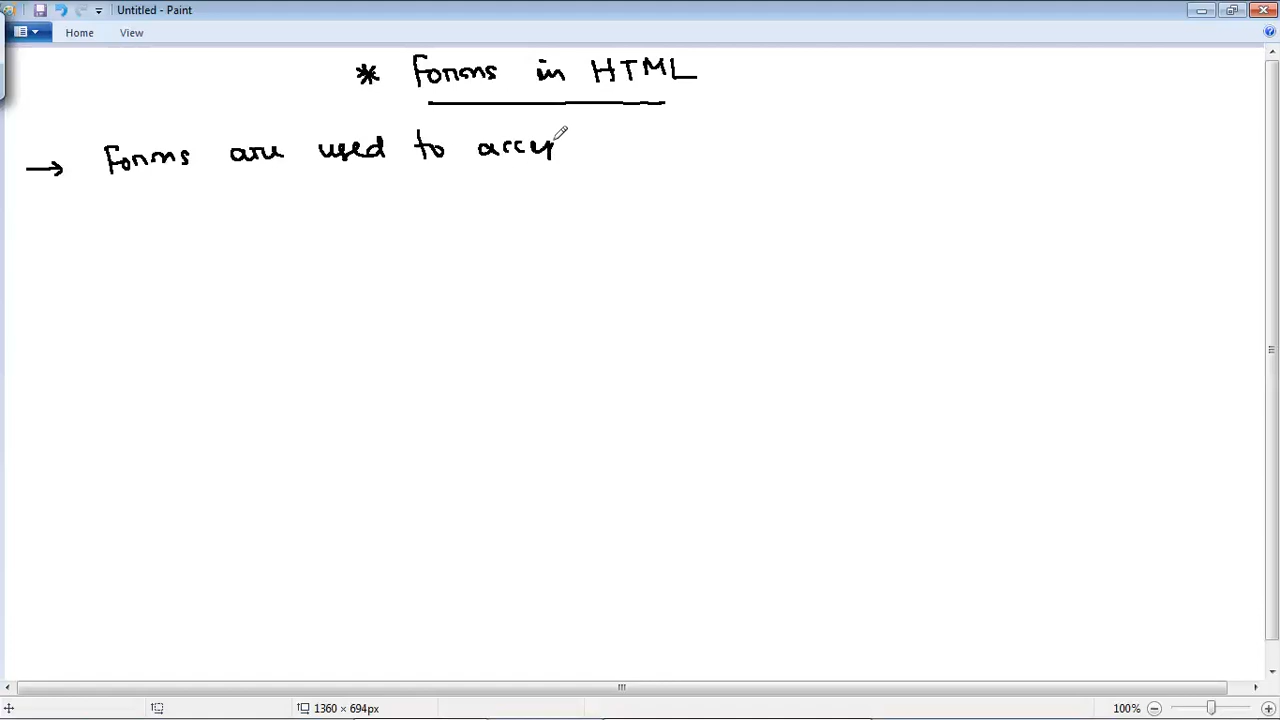 Untitled - Paint
Home View
* Forms in HTML
→ Forms are used to accep
1360 × 694px
100%